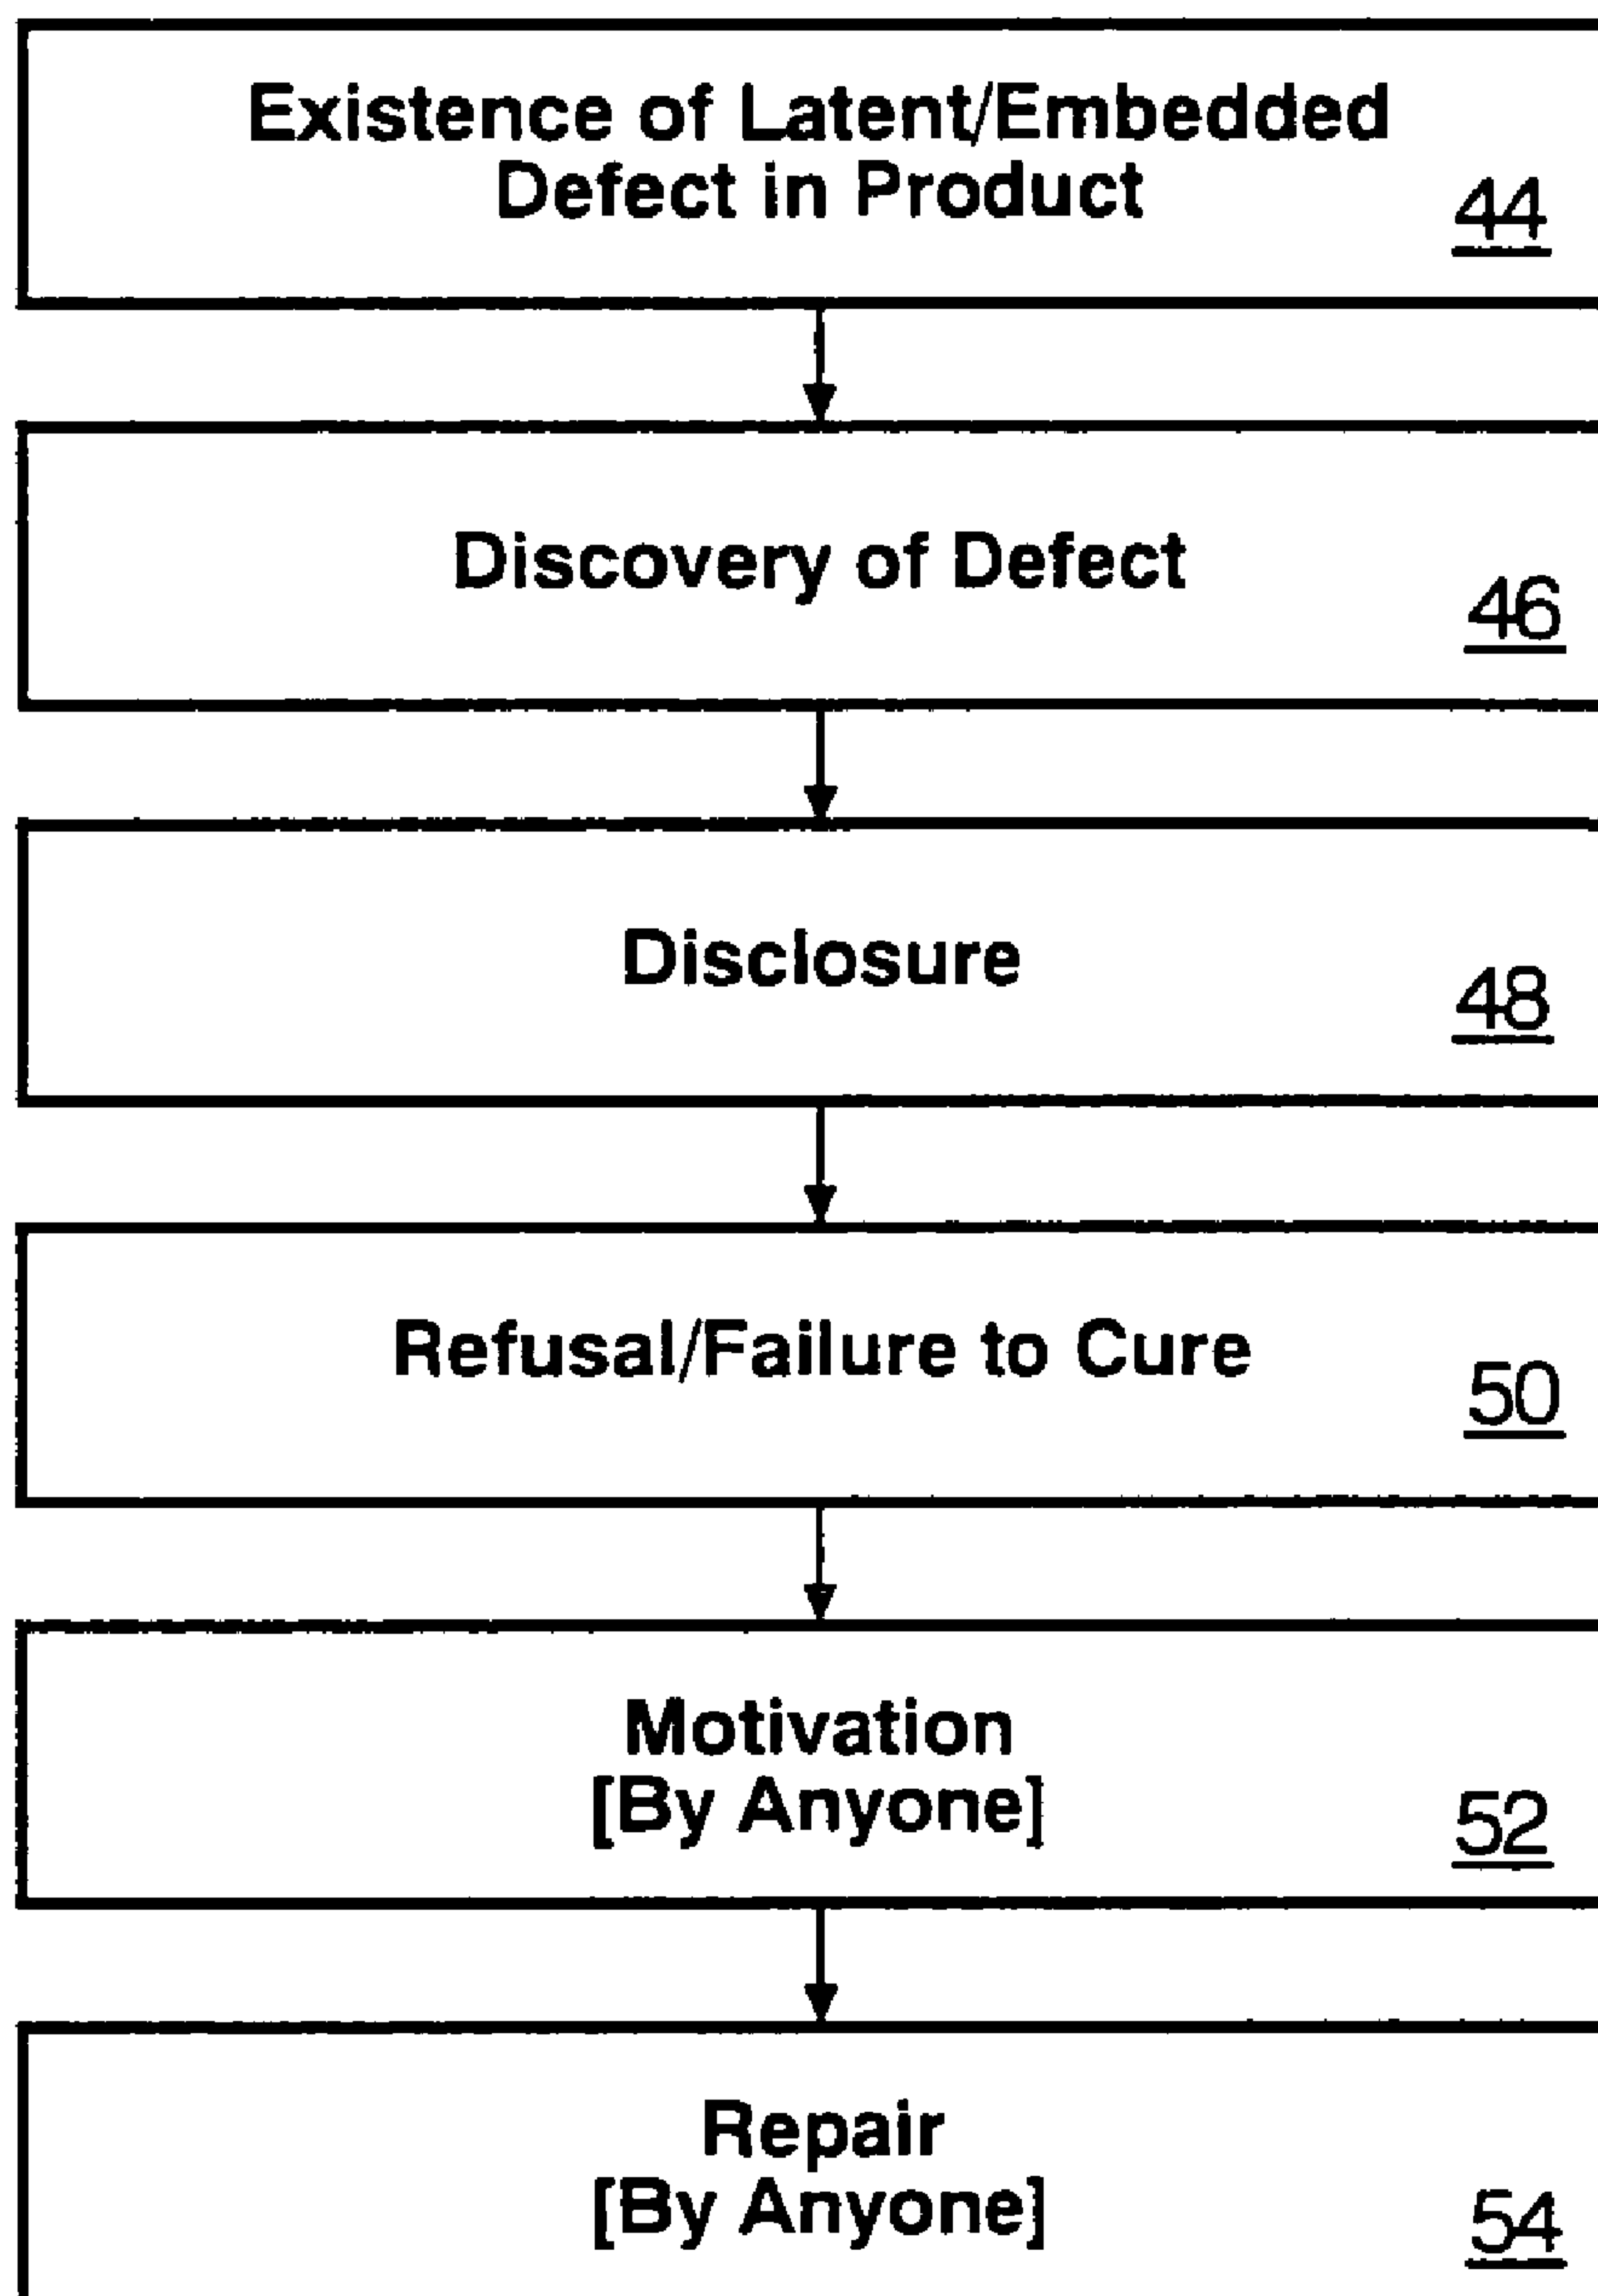 Existence of Latent/Embedded
Defect in Product
44
Discovery of Defect
46
Disclosure
48
Refusal/Failure to Cure
50
Motivation
[By Anyone]
52
Repair
[By Anyone]
54